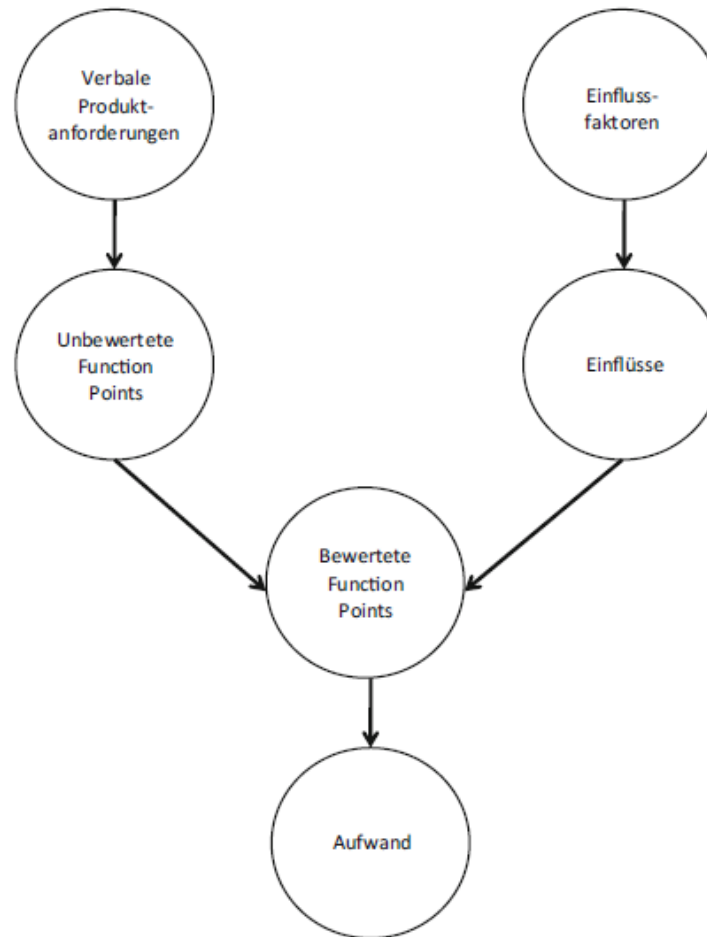 Verbale
Produkt-
anforderungen
Einfluss-
faktoren
Unbewertete
Function
Points
Einflüsse
Bewertete
Function
Points
Aufwand